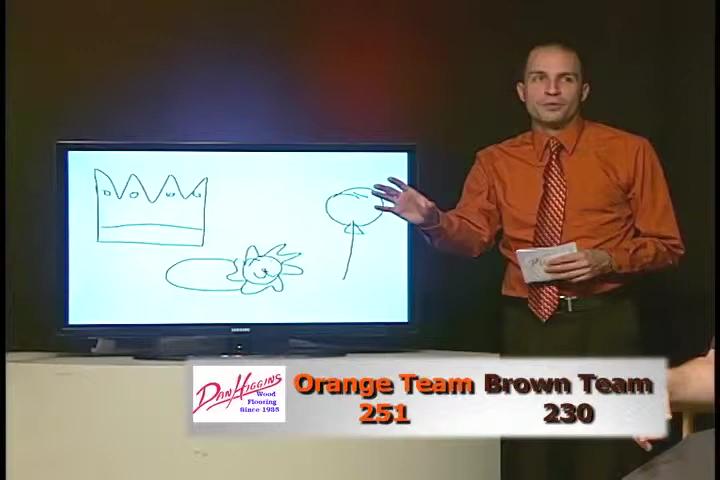 SAMSUNG
Dan Higgins
Wood
Flooring
Since 1985
Orange Team Brown Team
251 230